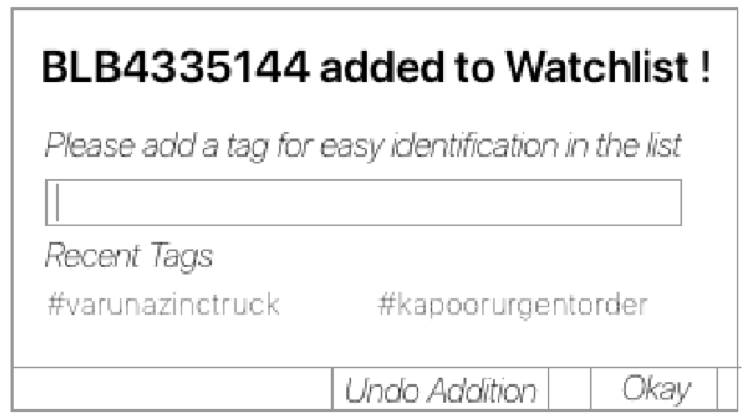 BLB4335144 added to Watchlist !
Please add a tag for easy identification in the list
Recent Tags
#varunazinctruck #kapoorurgentorder
Undo Addition Okay